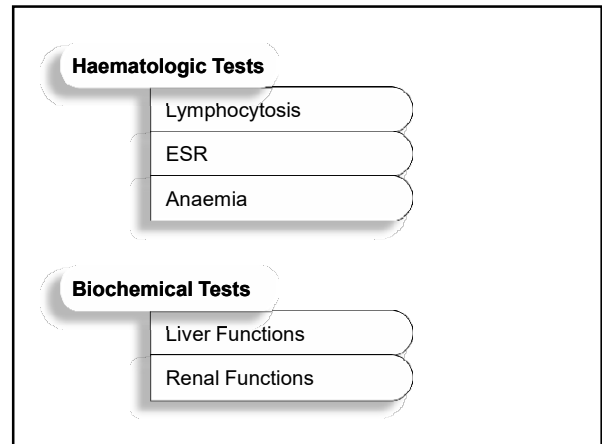 Haematologic Tests
Lymphocytosis
ESR
Anaemia
Biochemical Tests
Liver Functions
Renal Functions